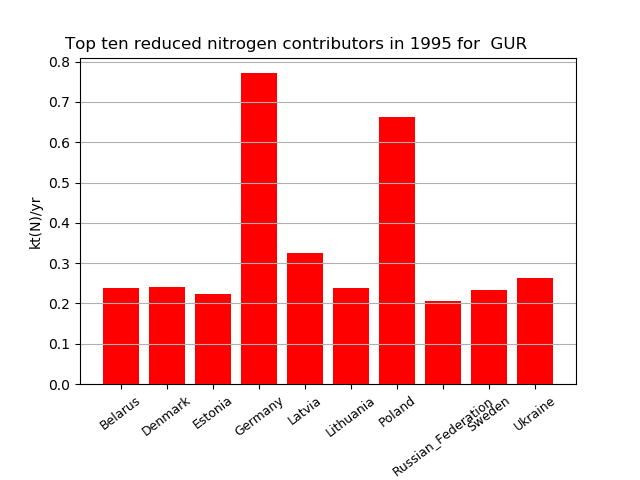 Top ten reduced nitrogen contributors in 1995 for  GUR
kt(N)/yr
0.8
0.7
0.6
0.5
0.4
0.3
0.2
0.1
0.0
Belarus
Denmark
Estonia
Germany
Latvia
Lithuania
Poland
Russian_Federation
Sweden
Ukraine